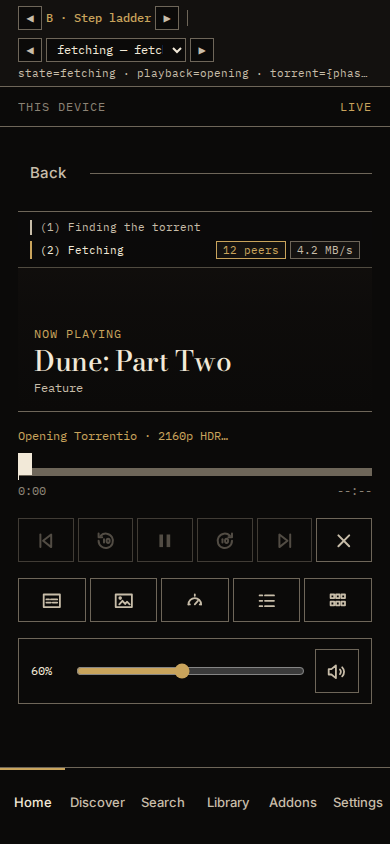 B · Step ladder
fetching — fetc
state=fetching · playback=opening · torrent={phas…
THIS DEVICE
LIVE
Back
(1) Finding the torrent
(2) Fetching
12 peers
4.2 MB/s
NOW PLAYING
Dune: Part Two
Feature
Opening Torrentio · 2160p HDR…
0:00
--:--
10
10
60%
Home
Discover
Search
Library
Addons
Settings